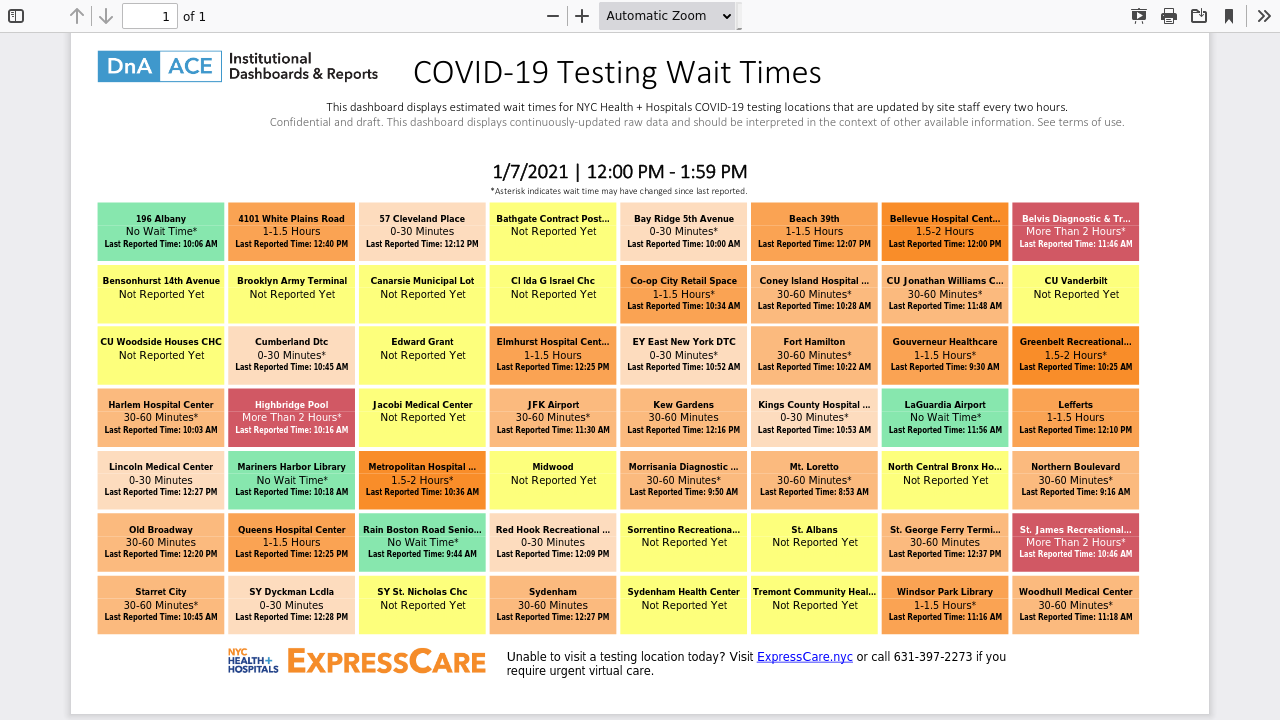 1 of 1 Automatic Zoom
DnA ACE Institutional Dashboards & Reports
COVID-19 Testing Wait Times
This dashboard displays estimated wait times for NYC Health + Hospitals COVID-19 testing locations that are updated by site staff every two hours.
Confidential and draft. This dashboard displays continuously-updated raw data and should be interpreted in the context of other available information. See terms of use.
1/7/2021 | 12:00 PM - 1:59 PM
*Asterisk indicates wait time may have changed since last reported.
196 Albany
No Wait Time*
Last Reported Time: 10:06 AM
4101 White Plains Road
1-1.5 Hours
Last Reported Time: 12:40 PM
57 Cleveland Place
0-30 Minutes
Last Reported Time: 12:12 PM
Bathgate Contract Post...
Not Reported Yet
Bay Ridge 5th Avenue
0-30 Minutes*
Last Reported Time: 10:00 AM
Beach 39th
1-1.5 Hours
Last Reported Time: 12:07 PM
Bellevue Hospital Cent...
1.5-2 Hours
Last Reported Time: 12:00 PM
Belvis Diagnostic & Tr...
More Than 2 Hours*
Last Reported Time: 11:46 AM
Bensonhurst 14th Avenue
Not Reported Yet
Brooklyn Army Terminal
Not Reported Yet
Canarsie Municipal Lot
Not Reported Yet
CI Ida G Israel Chc
Not Reported Yet
Co-op City Retail Space
1-1.5 Hours*
Last Reported Time: 10:34 AM
Coney Island Hospital ...
30-60 Minutes*
Last Reported Time: 10:28 AM
CU Jonathan Williams C...
30-60 Minutes*
Last Reported Time: 11:48 AM
CU Vanderbilt
Not Reported Yet
CU Woodside Houses CHC
Not Reported Yet
Cumberland Dtc
0-30 Minutes*
Last Reported Time: 10:45 AM
Edward Grant
Not Reported Yet
Elmhurst Hospital Cent...
1-1.5 Hours
Last Reported Time: 12:25 PM
EY East New York DTC
0-30 Minutes*
Last Reported Time: 10:52 AM
Fort Hamilton
30-60 Minutes*
Last Reported Time: 10:22 AM
Gouverneur Healthcare
1-1.5 Hours*
Last Reported Time: 9:30 AM
Greenbelt Recreational...
1.5-2 Hours*
Last Reported Time: 10:25 AM
Harlem Hospital Center
30-60 Minutes*
Last Reported Time: 10:03 AM
Highbridge Pool
More Than 2 Hours*
Last Reported Time: 10:16 AM
Jacobi Medical Center
Not Reported Yet
JFK Airport
30-60 Minutes*
Last Reported Time: 11:30 AM
Kew Gardens
30-60 Minutes
Last Reported Time: 12:16 PM
Kings County Hospital ...
0-30 Minutes*
Last Reported Time: 10:53 AM
LaGuardia Airport
No Wait Time*
Last Reported Time: 11:56 AM
Lefferts
1-1.5 Hours
Last Reported Time: 12:10 PM
Lincoln Medical Center
0-30 Minutes
Last Reported Time: 12:27 PM
Mariners Harbor Library
No Wait Time*
Last Reported Time: 10:18 AM
Metropolitan Hospital ...
1.5-2 Hours*
Last Reported Time: 10:36 AM
Midwood
Not Reported Yet
Morrisania Diagnostic ...
30-60 Minutes*
Last Reported Time: 9:50 AM
Mt. Loretto
30-60 Minutes*
Last Reported Time: 8:53 AM
North Central Bronx Ho...
Not Reported Yet
Northern Boulevard
30-60 Minutes*
Last Reported Time: 9:16 AM
Old Broadway
30-60 Minutes
Last Reported Time: 12:20 PM
Queens Hospital Center
1-1.5 Hours
Last Reported Time: 12:25 PM
Rain Boston Road Senio...
No Wait Time*
Last Reported Time: 9:44 AM
Red Hook Recreational ...
0-30 Minutes
Last Reported Time: 12:09 PM
Sorrentino Recreationa...
Not Reported Yet
St. Albans
Not Reported Yet
St. George Ferry Termi...
30-60 Minutes
Last Reported Time: 12:37 PM
St. James Recreational...
More Than 2 Hours*
Last Reported Time: 10:46 AM
Starret City
30-60 Minutes*
Last Reported Time: 10:45 AM
SY Dyckman Lcdla
0-30 Minutes
Last Reported Time: 12:28 PM
SY St. Nicholas Chc
Not Reported Yet
Sydenham
30-60 Minutes
Last Reported Time: 12:27 PM
Sydenham Health Center
Not Reported Yet
Tremont Community Heal...
Not Reported Yet
Windsor Park Library
1-1.5 Hours*
Last Reported Time: 11:16 AM
Woodhull Medical Center
30-60 Minutes*
Last Reported Time: 11:18 AM
NYC HEALTH+ HOSPITALS
EXPRESSCARE
Unable to visit a testing location today? Visit ExpressCare.nyc or call 631-397-2273 if you
require urgent virtual care.